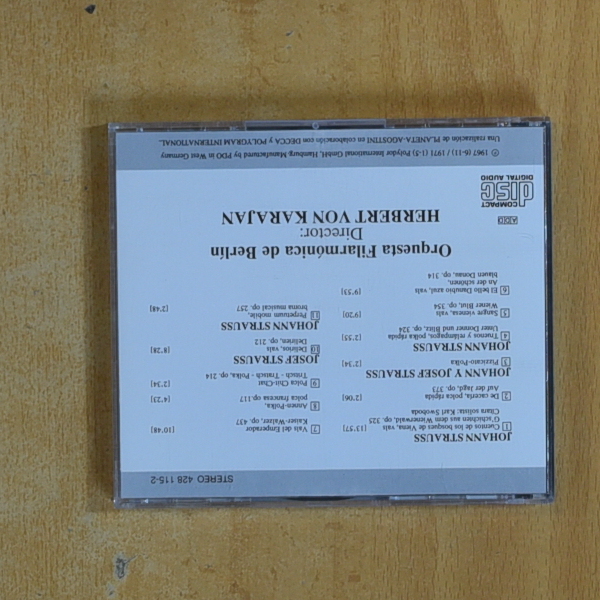 STEREO 428 115-2
JOHANN STRAUSS
1 Cuentos de los bosques de Viena, vals [13:57]
G'schichten aus dem Wienerwald, op. 325
Cítara solista: Karl Swoboda
2 De cacería, polca rápida [2:06]
Auf der Jagd, op. 373
JOHANN Y JOSEF STRAUSS
3 Pizzicato-Polka [2:34]
JOHANN STRAUSS
4 Truenos y relámpagos, polka rápida [2:55]
Unter Donner und Blitz, op. 324
5 Sangre vienesa, vals [6:20]
Wiener Blut, op. 354
6 El bello Danubio azul, vals [9:53]
An der schönen
blauen Donau, op. 314
7 Vals del Emperador [10:48]
Kaiser-Walzer, op. 437
8 Annen-Polka, [4:23]
polca francesa op.117
9 Polca Chit-Chat [2:34]
Tritsch - Tratsch - Polka, op. 214
JOSEF STRAUSS
10 Delirios, vals [8:28]
Delirien, op. 212
JOHANN STRAUSS
11 Perpetuum mobile, [2:48]
broma musical op. 257
Orquesta Filarmónica de Berlín
Director:
HERBERT VON KARAJAN
ADD
COMPACT
disc
DIGITAL AUDIO
℗ 1967 (6-11) / 1971 (1-5) Polydor International GmbH, Hamburg. Manufactured by PDO in West Germany
Una realización de PLANETA-AGOSTINI en colaboración con DECCA y POLYGRAM INTERNATIONAL.